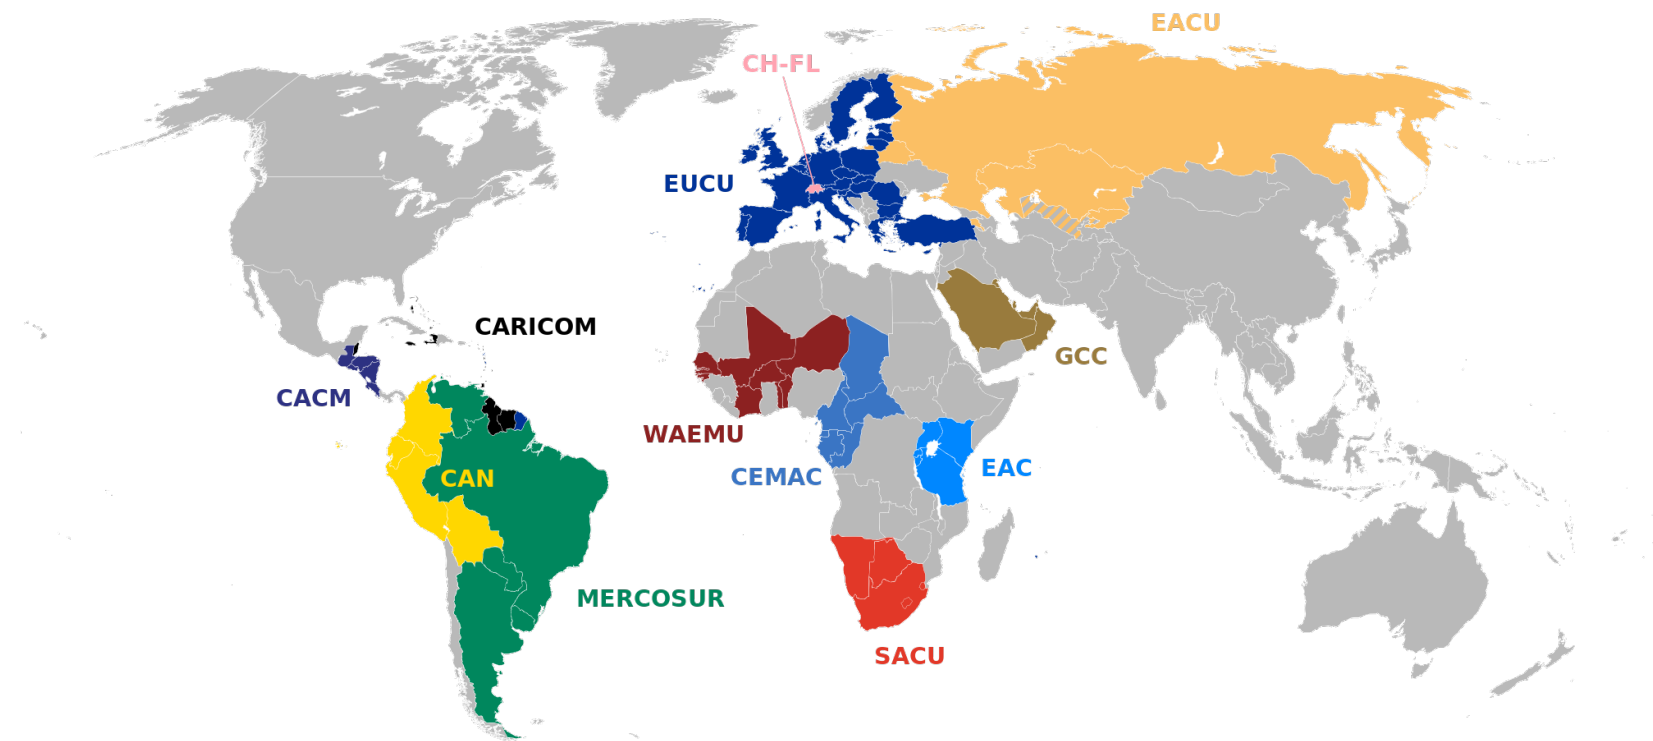 EACU
CH-FL
EUCU
CARICOM
GCC
CACM
WAEMU
CAN
CEMAC
EAC
MERCOSUR
SACU